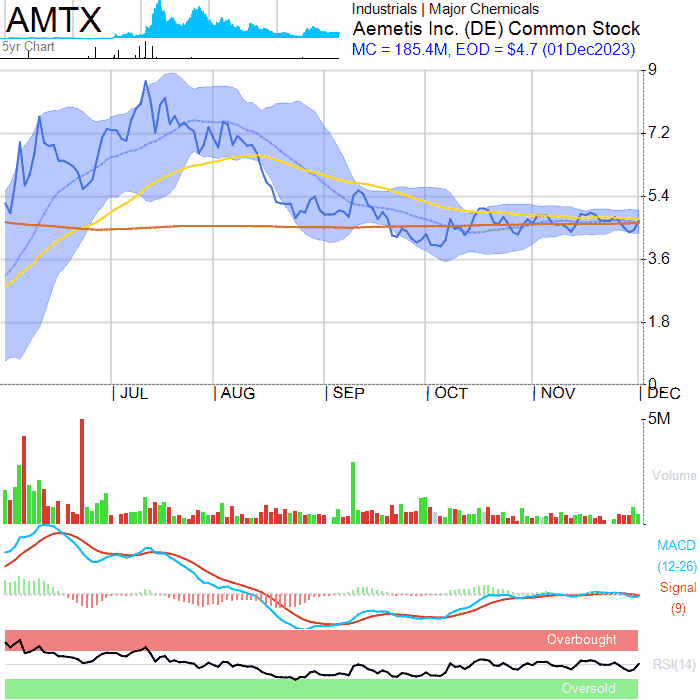 AMTX
Industrials | Major Chemicals
Aemetis Inc. (DE) Common Stock
MC = 185.4M, EOD = $4.7 (01Dec2023)
5yr Chart
9
7.2
5.4
3.6
1.8
0
JUL AUG SEP OCT NOV DEC
5M
Volume
MACD
(12-26)
Signal
(9)
Overbought
RSI(14)
Oversold